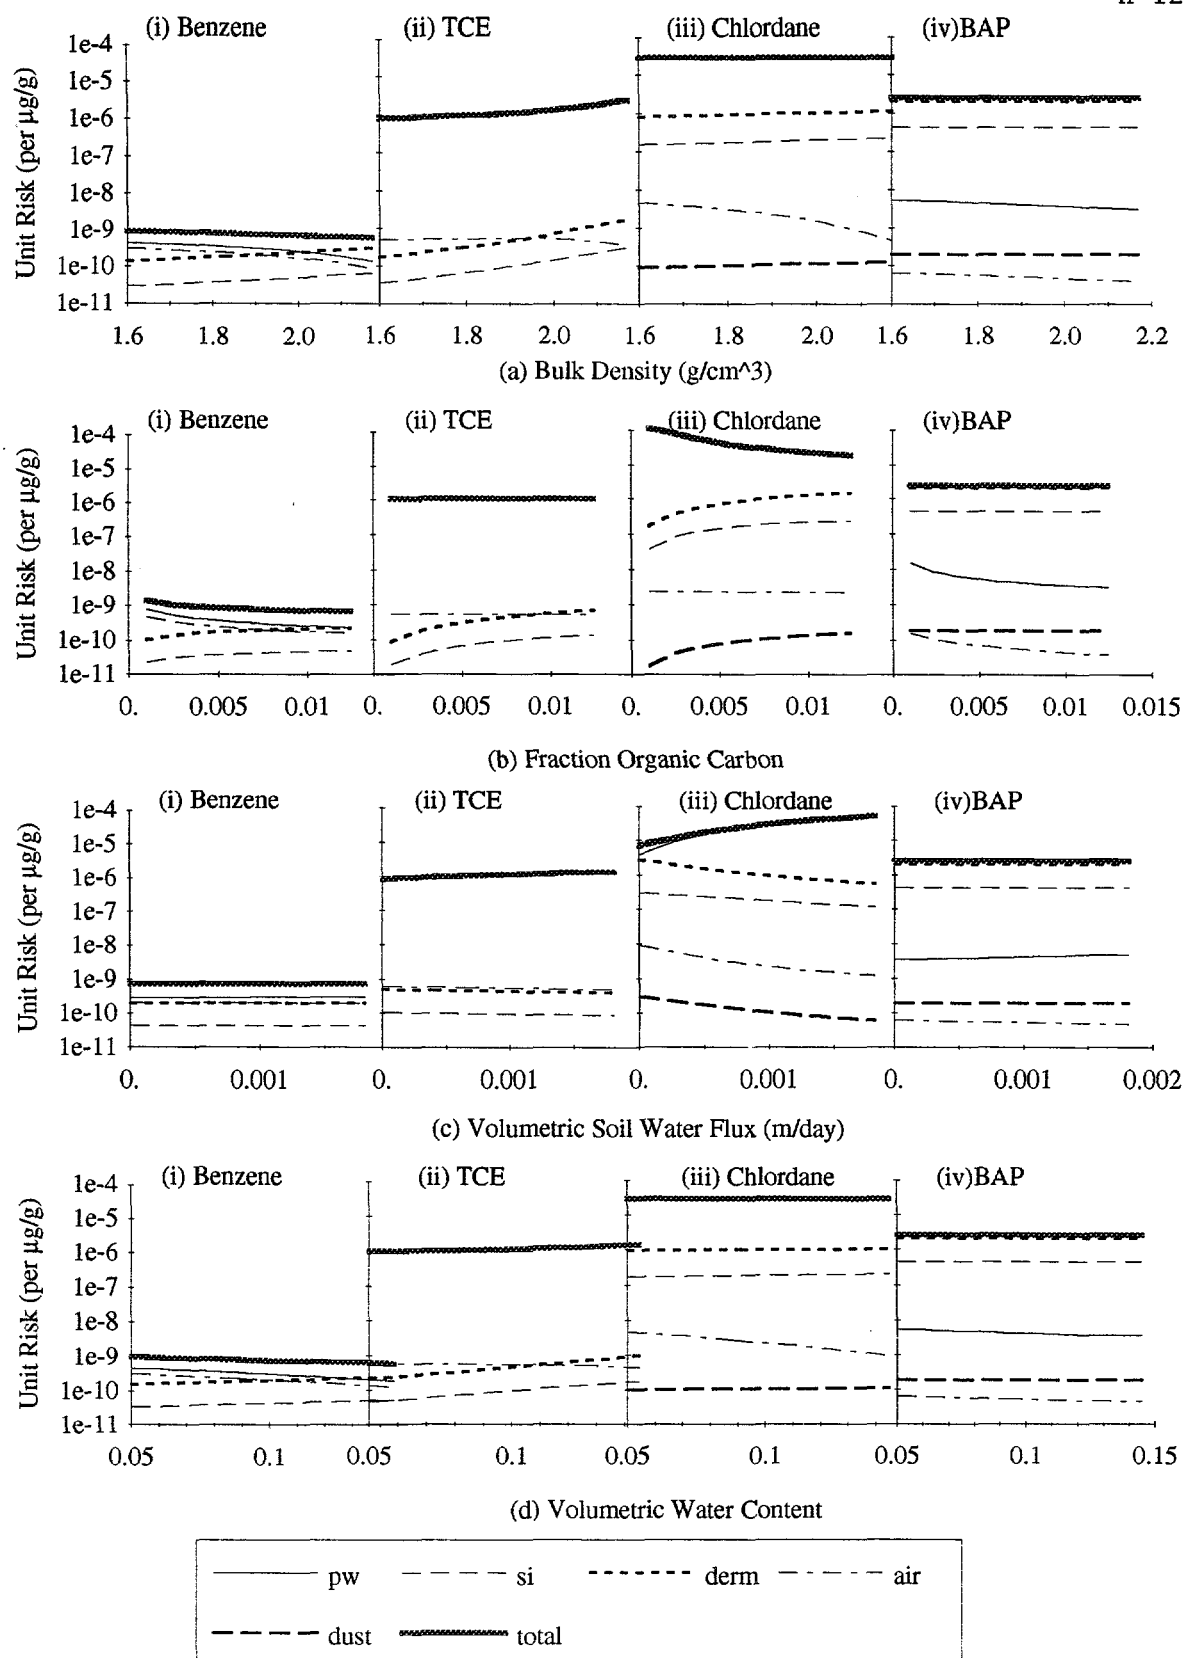 (i) Benzene (ii) TCE (iii) Chlordane (iv)BAP
Unit Risk (per µg/g)
1e-4
1e-5
1e-6
1e-7
1e-8
1e-9
1e-10
1e-11
1.6 1.8 2.0 1.6 2.0 1.6 1.8 2.0 1.6 1.8 2.0 2.2
(a) Bulk Density (g/cm^3)
(i) Benzene (ii) TCE (iii) Chlordane (iv)BAP
Unit Risk (per µg/g)
1e-4
1e-5
1e-6
1e-7
1e-8
1e-9
1e-10
1e-11
0. 0.005 0.01 0. 0.005 0.01 0. 0.005 0.01 0. 0.005 0.01 0.015
(b) Fraction Organic Carbon
(i) Benzene (ii) TCE (iii) Chlordane (iv)BAP
Unit Risk (per µg/g)
1e-4
1e-5
1e-6
1e-7
1e-8
1e-9
1e-10
1e-11
0. 0.001 0. 0.001 0. 0.001 0. 0.001 0.002
(c) Volumetric Soil Water Flux (m/day)
(i) Benzene (ii) TCE (iii) Chlordane (iv)BAP
Unit Risk (per µg/g)
1e-4
1e-5
1e-6
1e-7
1e-8
1e-9
1e-10
1e-11
0.05 0.1 0.05 0.1 0.05 0.1 0.05 0.1 0.15
(d) Volumetric Water Content
pw si derm air
dust total